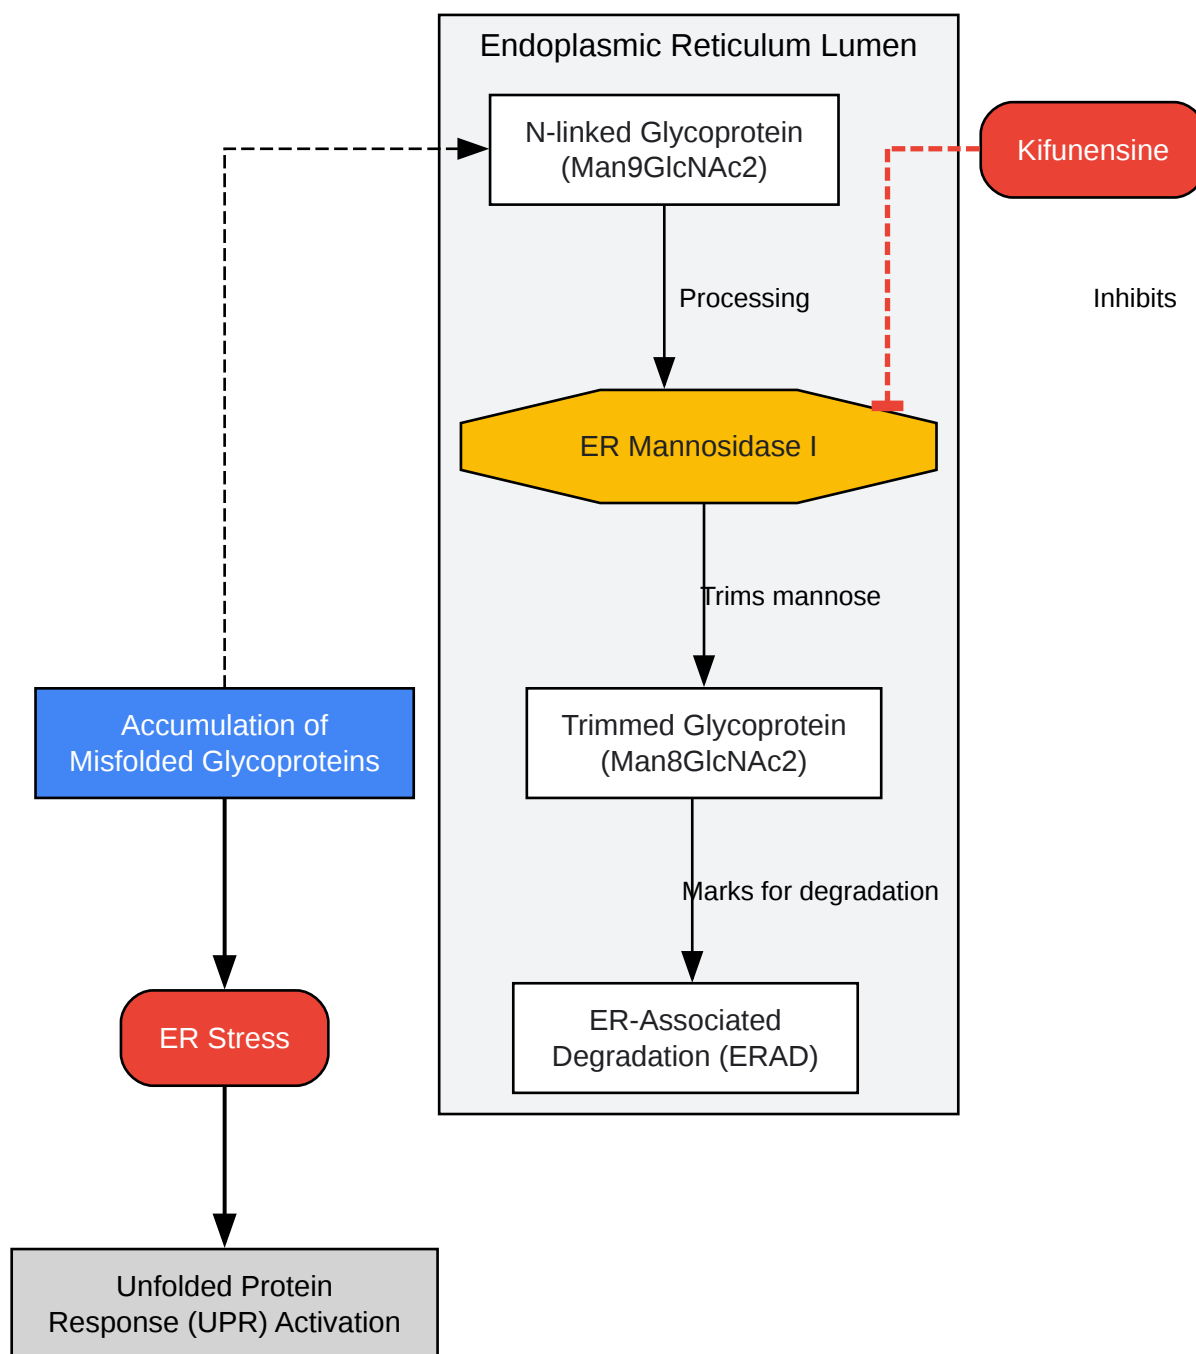 Endoplasmic Reticulum Lumen
N-linked Glycoprotein
(Man9GlcNAc2)
Kifunensine
Processing
Inhibits
ER Mannosidase I
Trims mannose
Accumulation of
Misfolded Glycoproteins
Trimmed Glycoprotein
(Man8GlcNAc2)
Marks for degradation
ER Stress
ER-Associated
Degradation (ERAD)
Unfolded Protein
Response (UPR) Activation